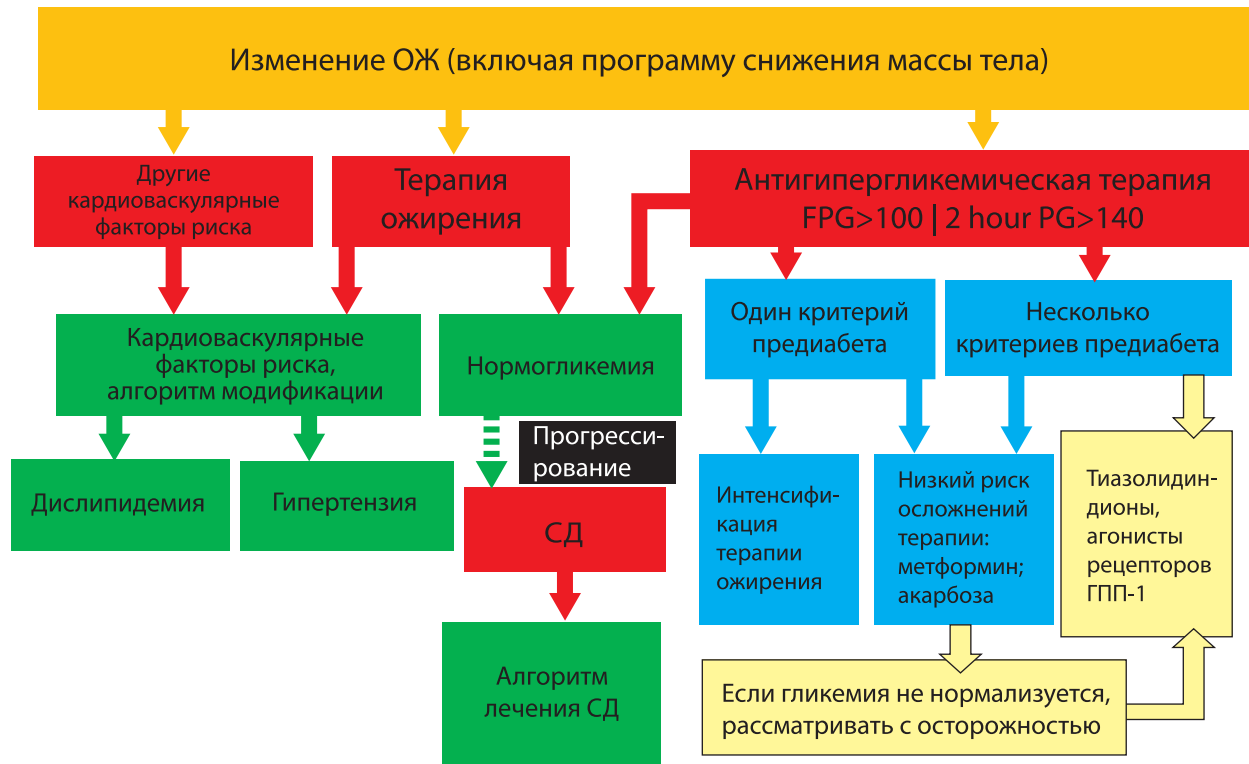 Изменение ОЖ (включая программу снижения массы тела)
Другие
кардиоваскулярные
факторы риска
Терапия
ожирения
Антигипергликемическая терапия
FPG>100 | 2 hour PG>140
Кардиоваскулярные
факторы риска,
алгоритм модификации
Нормогликемия
Один критерий
предиабета
Несколько
критериев предиабета
Прогресси-
рование
Дислипидемия
Гипертензия
СД
Алгоритм
лечения СД
Интенсифи-
кация
терапии
ожирения
Низкий риск
осложнений
терапии:
метформин;
акарбоза
Тиазолидин-
дионы,
агонисты
рецепторов
ГПП-1
Если гликемия не нормализуется,
рассматривать с осторожностью